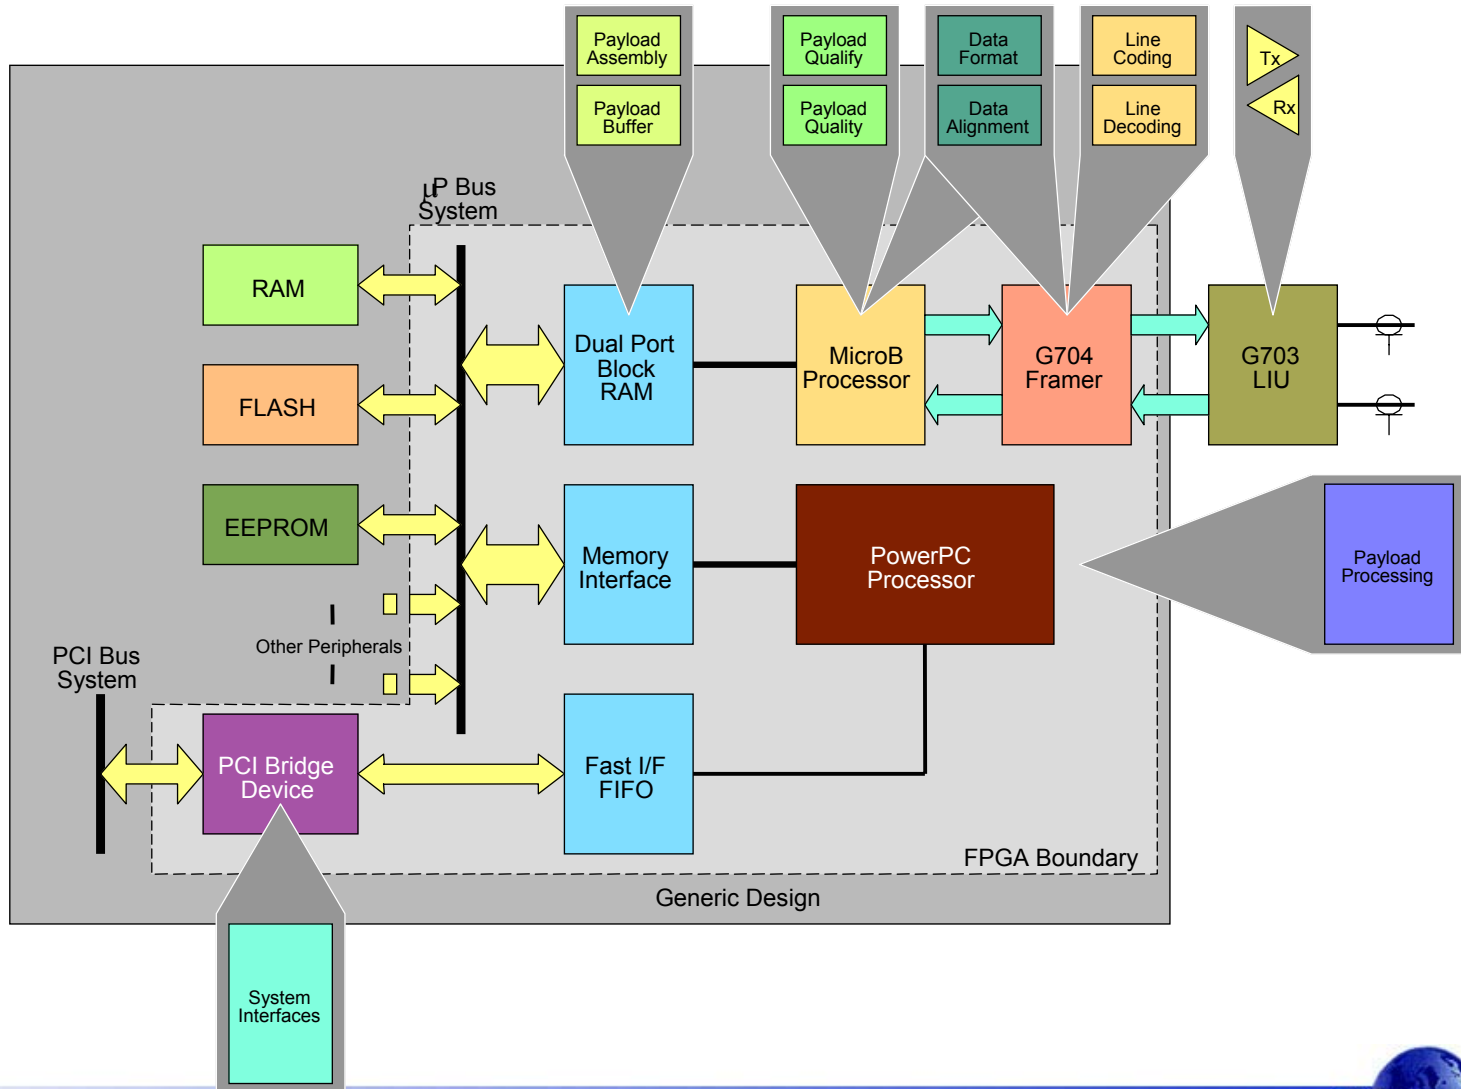 Payload
Assembly
Payload
Buffer
Payload
Qualify
Payload
Quality
Data
Format
Data
Alignment
Line
Coding
Line
Decoding
Tx
Rx
µP Bus
System
RAM
FLASH
EEPROM
Other Peripherals
PCI Bus
System
PCI Bridge
Device
Dual Port
Block
RAM
MicroB
Processor
G704
Framer
G703
LIU
Memory
Interface
PowerPC
Processor
Payload
Processing
Fast I/F
FIFO
FPGA Boundary
Generic Design
System
Interfaces